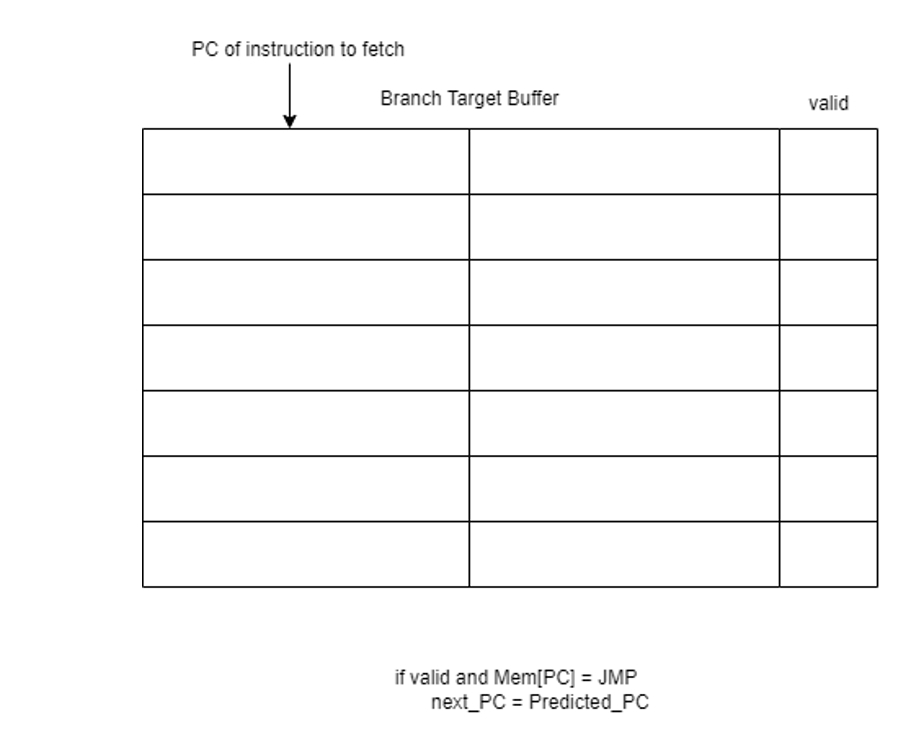 PC of instruction to fetch
Branch Target Buffer
valid
if valid and Mem[PC] = JMP
next_PC = Predicted_PC